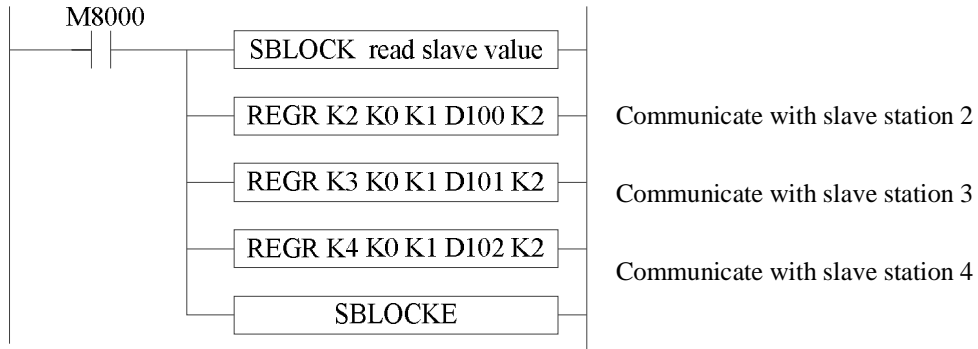 M8000
SBLOCK read slave value
REGR K2 K0 K1 D100 K2
Communicate with slave station 2
REGR K3 K0 K1 D101 K2
Communicate with slave station 3
REGR K4 K0 K1 D102 K2
Communicate with slave station 4
SBLOCKE